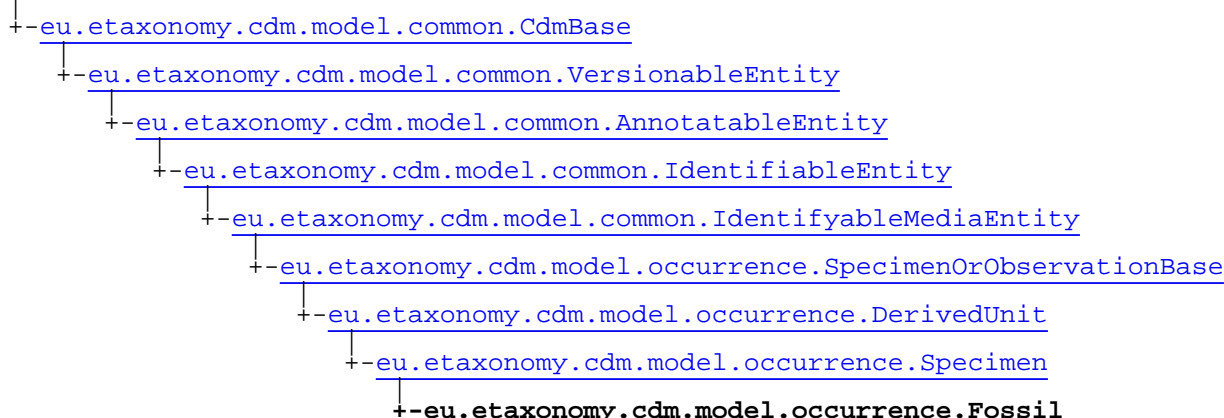 +-eu.etaxonomy.cdm.model.common.CdmBase
+-eu.etaxonomy.cdm.model.common.VersionableEntity
+-eu.etaxonomy.cdm.model.common.AnnotatableEntity
+-eu.etaxonomy.cdm.model.common.IdentifiableEntity
+-eu.etaxonomy.cdm.model.common.IdentifyableMediaEntity
+-eu.etaxonomy.cdm.model.occurrence.SpecimenOrObservationBase
+-eu.etaxonomy.cdm.model.occurrence.DerivedUnit
+-eu.etaxonomy.cdm.model.occurrence.Specimen
+-eu.etaxonomy.cdm.model.occurrence.Fossil